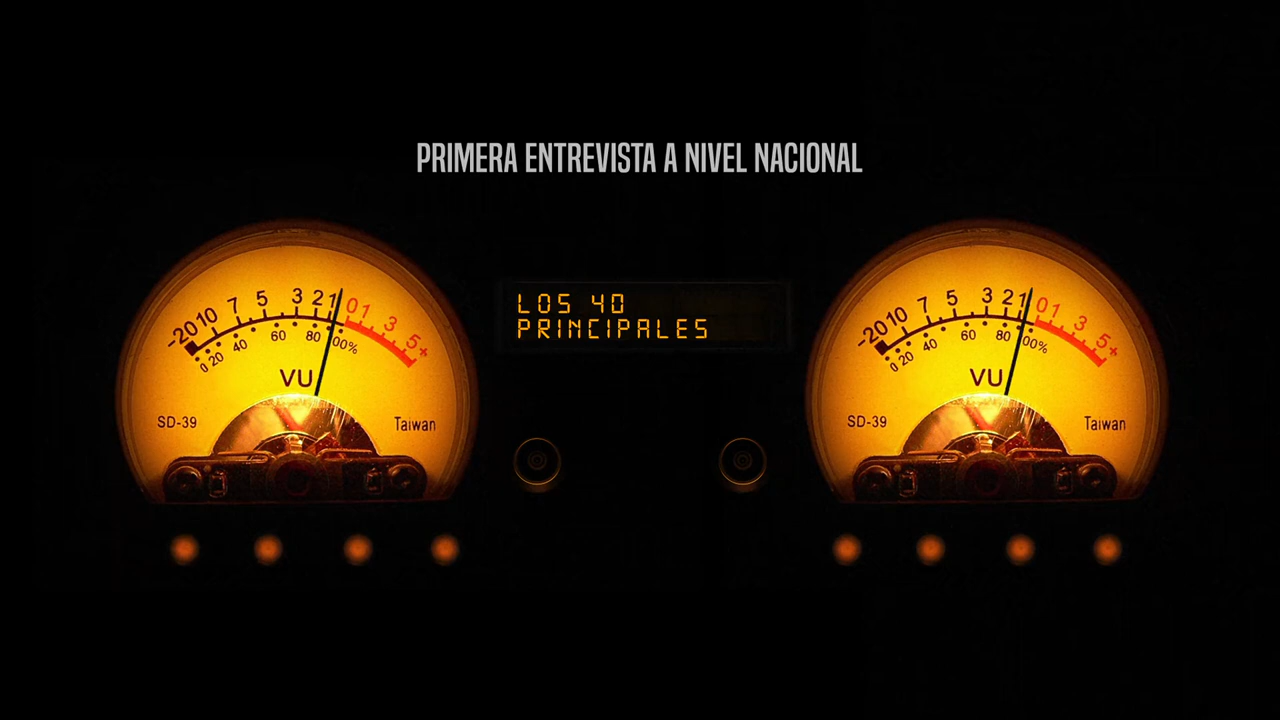 PRIMERA ENTREVISTA A NIVEL NACIONAL
LOS 40
PRINCIPALES
-20 10 7 5 3 2 1 0 1 3 5+
0 20 40 60 80 100%
VU
SD-39 Taiwan
-20 10 7 5 3 2 1 0 1 3 5+
0 20 40 60 80 100%
VU
SD-39 Taiwan